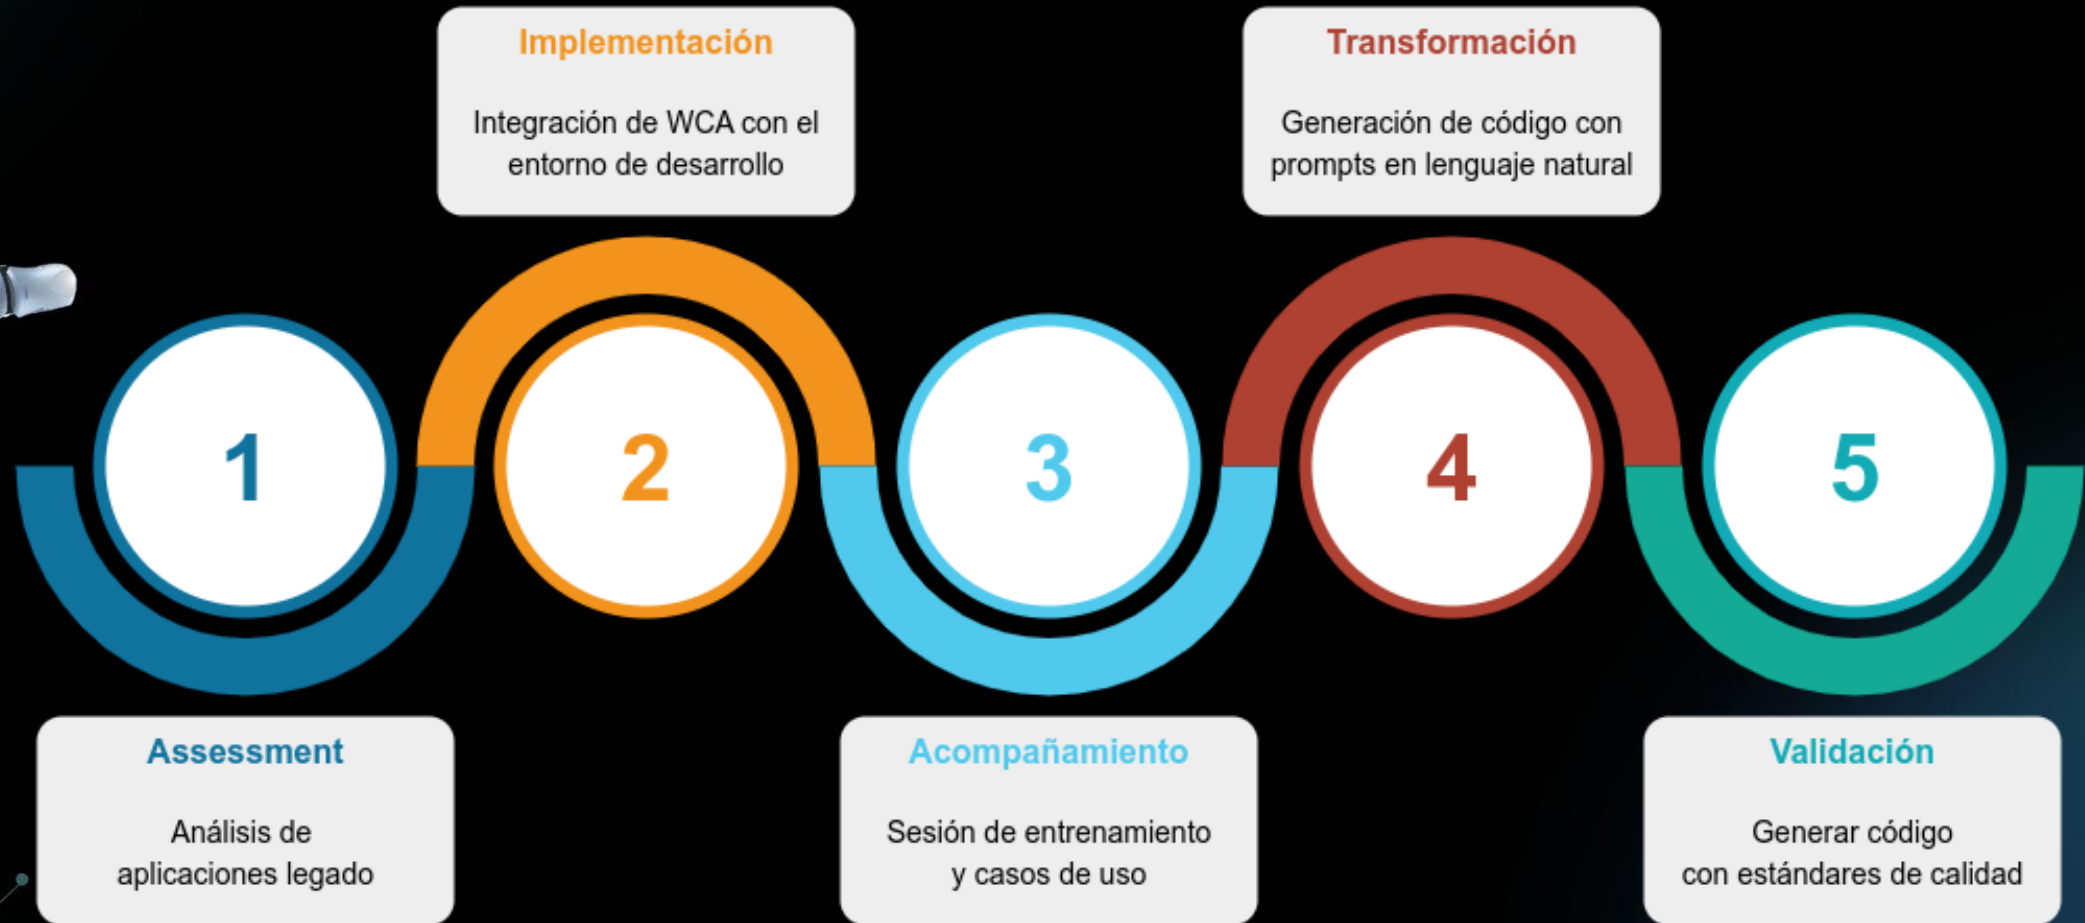 Implementación
Integración de WCA con el
entorno de desarrollo
Transformación
Generación de código con
prompts en lenguaje natural
1
2
3
4
5
Assessment
Análisis de
aplicaciones legado
Acompañamiento
Sesión de entrenamiento
y casos de uso
Validación
Generar código
con estándares de calidad